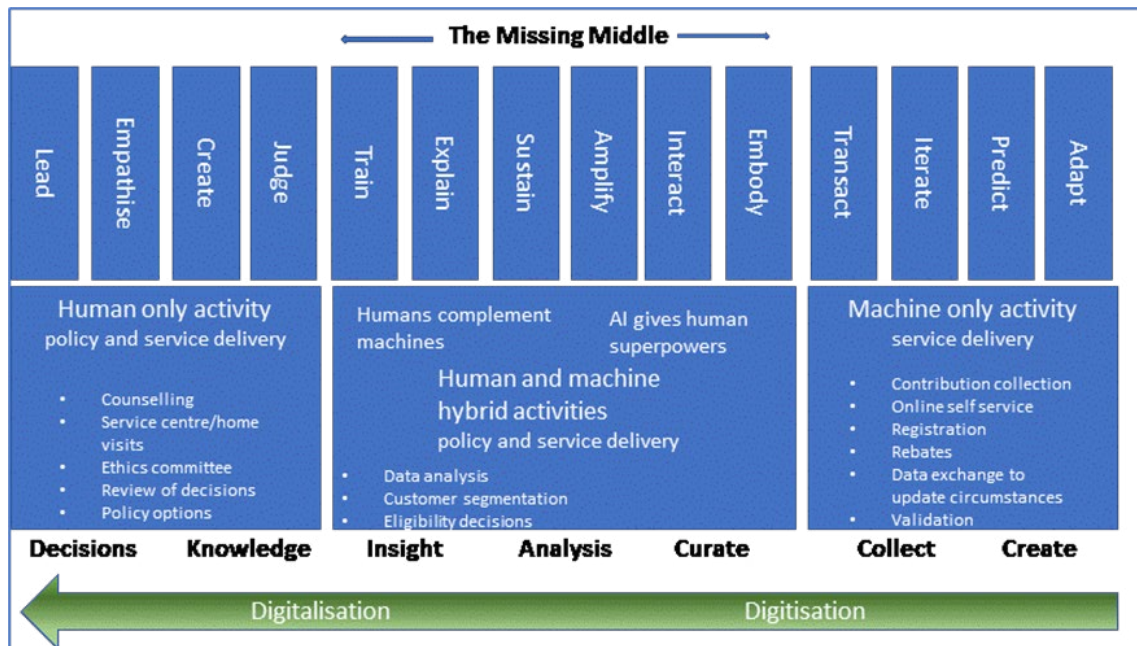 The Missing Middle
Lead
Empathise
Create
Judge
Train
Explain
Sustain
Amplify
Interact
Embody
Transact
Iterate
Predict
Adapt
Human only activity
policy and service delivery
• Counselling
• Service centre/home
visits
• Ethics committee
• Review of decisions
• Policy options
Humans complement
machines
AI gives human
superpowers
Human and machine
hybrid activities
policy and service delivery
• Data analysis
• Customer segmentation
• Eligibility decisions
Machine only activity
service delivery
• Contribution collection
• Online self service
• Registration
• Rebates
• Data exchange to
update circumstances
• Validation
Decisions Knowledge Insight Analysis Curate Collect Create
Digitalisation Digitisation